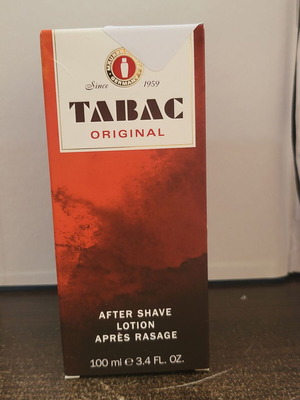 Since 1959
TABAC
ORIGINAL
AFTER SHAVE
LOTION
APRÈS RASAGE
100 ml ℮ 3.4 FL. OZ.